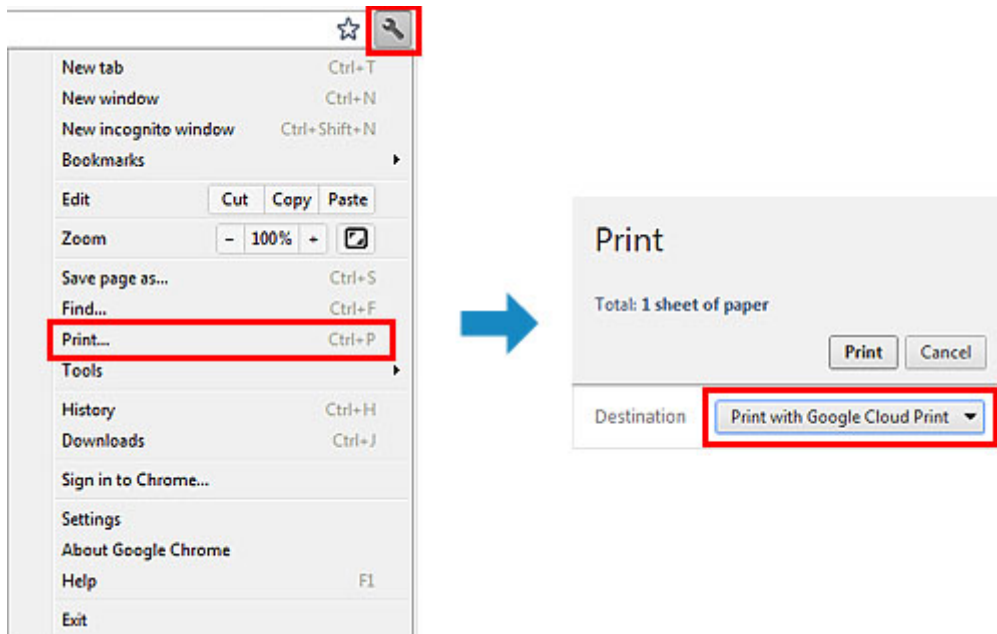 New tab Ctrl+T
New window Ctrl+N
New incognito window Ctrl+Shift+N
Bookmarks
Edit Cut Copy Paste
Zoom - 100% +
Save page as... Ctrl+S
Find... Ctrl+F
Print... Ctrl+P
Tools
History Ctrl+H
Downloads Ctrl+J
Sign in to Chrome...
Settings
About Google Chrome
Help F1
Exit
Print
Total: 1 sheet of paper
Print Cancel
Destination Print with Google Cloud Print